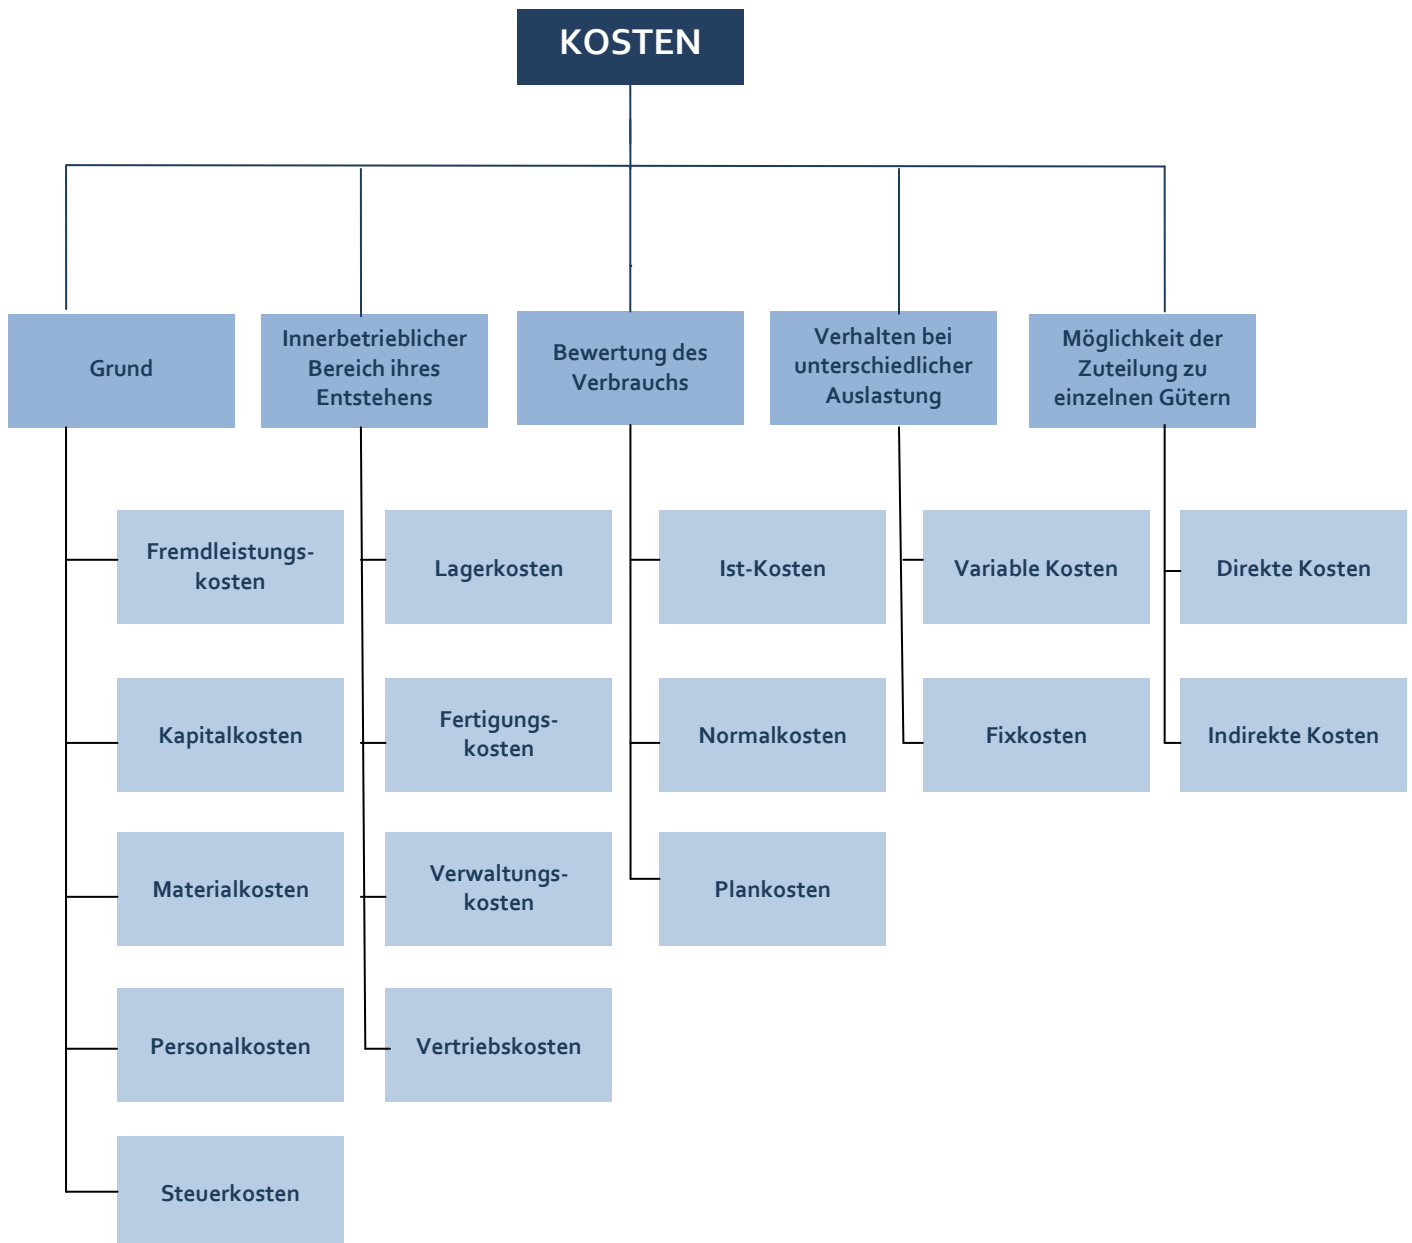 KOSTEN
Grund
Innerbetrieblicher
Bereich ihres
Entstehens
Bewertung des
Verbrauchs
Verhalten bei
unterschiedlicher
Auslastung
Möglichkeit der
Zuteilung zu
einzelnen Gütern
Fremdleistungs-
kosten
Lagerkosten
Ist-Kosten
Variable Kosten
Direkte Kosten
Kapitalkosten
Fertigungs-
kosten
Normalkosten
Fixkosten
Indirekte Kosten
Materialkosten
Verwaltungs-
kosten
Plankosten
Personalkosten
Vertriebskosten
Steuerkosten